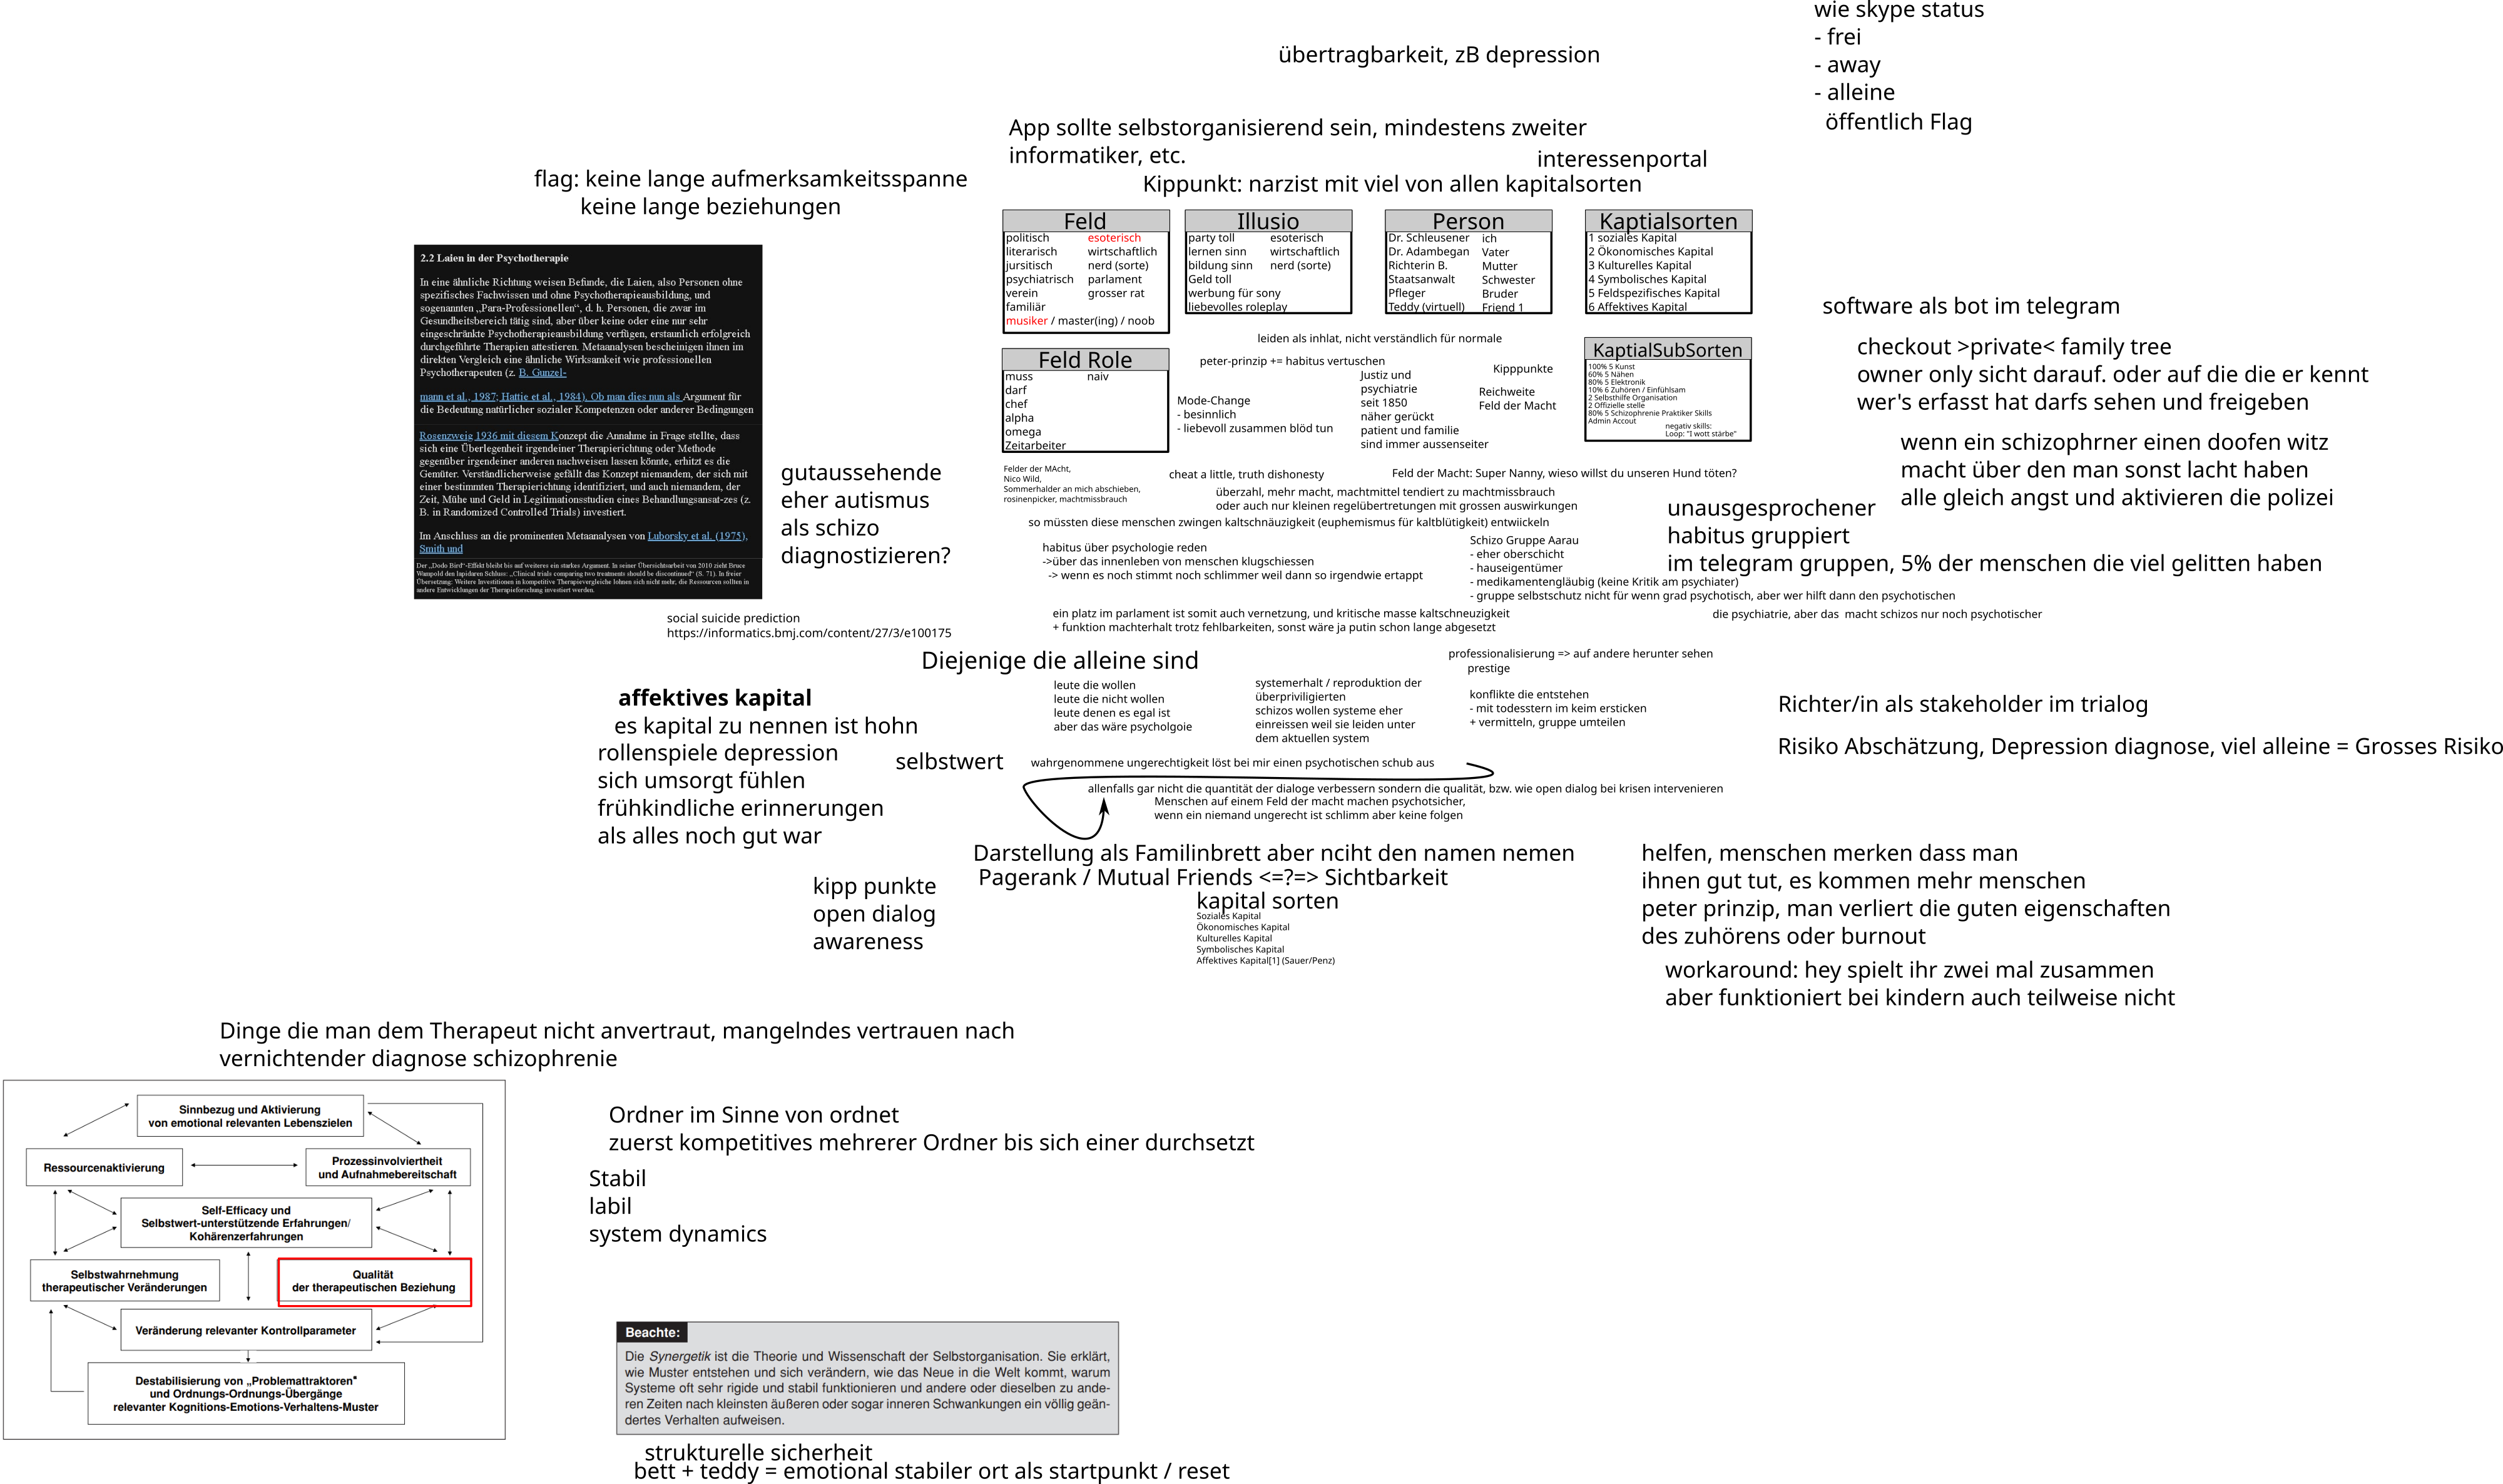 wie skype status
- frei
- away
- alleine
öffentlich Flag
übertragbarkeit, zB depression
App sollte selbstorganisierend sein, mindestens zweiter
informatiker, etc.
interessenportal
Kippunkt: narzist mit viel von allen kapitalsorten
flag: keine lange aufmerksamkeitsspanne
keine lange beziehungen
Feld
politisch
literarisch
jursitisch
psychiatrisch
verein
familiär
musiker / master(ing) / noob
esoterisch
wirtschaftlich
nerd (sorte)
parlament
grosser rat
Illusio
party toll
lernen sinn
bildung sinn
Geld toll
werbung für sony
liebevolles roleplay
esoterisch
wirtschaftlich
nerd (sorte)
Person
Dr. Schleusener
Dr. Adambegan
Richterin B.
Staatsanwalt
Pfleger
Teddy (virtuell)
ich
Vater
Mutter
Schwester
Bruder
Friend 1
Kaptialsorten
1 soziales Kapital
2 Ökonomisches Kapital
3 Kulturelles Kapital
4 Symbolisches Kapital
5 Feldspezifisches Kapital
6 Affektives Kapital
2.2 Laien in der Psychotherapie
In eine ähnliche Richtung weisen Befunde, die Laien, also Personen ohne
spezifisches Fachwissen und ohne Psychotherapieausbildung, und
sogenannten „Para-Professionellen“, d. h. Personen, die zwar im
Gesundheitsbereich tätig sind, aber über keine oder eine nur sehr
eingeschränkte Psychotherapieausbildung verfügen, erstaunlich erfolgreich
durchgeführte Therapien attestieren. Metaanalysen bescheinigen ihnen im
direkten Vergleich eine ähnliche Wirksamkeit wie professionellen
Psychotherapeuten (z. B. Gunzel-
mann et al., 1987; Hattie et al., 1984). Ob man dies nun als Argument für
die Bedeutung natürlicher sozialer Kompetenzen oder anderer Bedingungen
Rosenzweig 1936 mit diesem Konzept die Annahme in Frage stellte, dass
sich eine Überlegenheit irgendeiner Therapierichtung oder Methode
gegenüber irgendeiner anderen nachweisen lassen könnte, erhitzt es die
Gemüter. Verständlicherweise gefällt das Konzept niemandem, der sich mit
einer bestimmten Therapierichtung identifiziert, und auch niemandem, der
Zeit, Mühe und Geld in Legitimationsstudien eines Behandlungsansat-zes (z.
B. in Randomized Controlled Trials) investiert.
Im Anschluss an die prominenten Metaanalysen von Luborsky et al. (1975),
Smith und
Der „Dodo Bird“-Effekt bleibt bis auf weiteres ein starkes Argument. In seiner Übersichtsarbeit von 2010 zieht Bruce
Wampold den lapidaren Schluss: „Clinical trials comparing two treatments should be discontinued“ (S. 71). In freier
Übersetzung: Weitere Investitionen in kompetitive Therapievergleiche lohnen sich nicht mehr, die Ressourcen sollten in
andere Entwicklungen der Therapieforschung investiert werden.
gutaussehende
eher autismus
als schizo
diagnostizieren?
social suicide prediction
https://informatics.bmj.com/content/27/3/e100175
software als bot im telegram
checkout >private< family tree
owner only sicht darauf. oder auf die die er kennt
wer's erfasst hat darfs sehen und freigeben
wenn ein schizophrner einen doofen witz
macht über den man sonst lacht haben
alle gleich angst und aktivieren die polizei
leiden als inhlat, nicht verständlich für normale
Feld Role
muss
darf
chef
alpha
omega
Zeitarbeiter
naiv
peter-prinzip += habitus vertuschen
Mode-Change
- besinnlich
- liebevoll zusammen blöd tun
Justiz und
psychiatrie
seit 1850
näher gerückt
patient und familie
sind immer aussenseiter
Kipppunkte
Reichweite
Feld der Macht
KaptialSubSorten
100% 5 Kunst
60% 5 Nähen
80% 5 Elektronik
10% 6 Zuhören / Einfühlsam
2 Selbsthilfe Organisation
2 Offizielle stelle
80% 5 Schizophrenie Praktiker Skills
Admin Accout
negativ skills:
Loop: "I wott stärbe"
Felder der MAcht,
Nico Wild,
Sommerhalder an mich abschieben,
rosinenpicker, machtmissbrauch
cheat a little, truth dishonesty
Feld der Macht: Super Nanny, wieso willst du unseren Hund töten?
überzahl, mehr macht, machtmittel tendiert zu machtmissbrauch
oder auch nur kleinen regelübertretungen mit grossen auswirkungen
so müssten diese menschen zwingen kaltschnäuzigkeit (euphemismus für kaltblütigkeit) entwiickeln
unausgesprochener
habitus gruppiert
im telegram gruppen, 5% der menschen die viel gelitten haben
habitus über psychologie reden
->über das innenleben von menschen klugschiessen
-> wenn es noch stimmt noch schlimmer weil dann so irgendwie ertappt
Schizo Gruppe Aarau
- eher oberschicht
- hauseigentümer
- medikamentengläubig (keine Kritik am psychiater)
- gruppe selbstschutz nicht für wenn grad psychotisch, aber wer hilft dann den psychotischen
ein platz im parlament ist somit auch vernetzung, und kritische masse kaltschneuzigkeit
+ funktion machterhalt trotz fehlbarkeiten, sonst wäre ja putin schon lange abgesetzt
die psychiatrie, aber das  macht schizos nur noch psychotischer
Diejenige die alleine sind
professionalisierung => auf andere herunter sehen
prestige
leute die wollen
leute die nicht wollen
leute denen es egal ist
aber das wäre psycholgoie
systemerhalt / reproduktion der
überpriviligierten
schizos wollen systeme eher
einreissen weil sie leiden unter
dem aktuellen system
konflikte die entstehen
- mit todesstern im keim ersticken
+ vermitteln, gruppe umteilen
Richter/in als stakeholder im trialog
Risiko Abschätzung, Depression diagnose, viel alleine = Grosses Risiko
affektives kapital
es kapital zu nennen ist hohn
rollenspiele depression
sich umsorgt fühlen
frühkindliche erinnerungen
als alles noch gut war
selbstwert
wahrgenommene ungerechtigkeit löst bei mir einen psychotischen schub aus
allenfalls gar nicht die quantität der dialoge verbessern sondern die qualität, bzw. wie open dialog bei krisen intervenieren
Menschen auf einem Feld der macht machen psychotsicher,
wenn ein niemand ungerecht ist schlimm aber keine folgen
Darstellung als Familinbrett aber nciht den namen nemen
Pagerank / Mutual Friends <=?=> Sichtbarkeit
kapital sorten
Soziales Kapital
Ökonomisches Kapital
Kulturelles Kapital
Symbolisches Kapital
Affektives Kapital[1] (Sauer/Penz)
kipp punkte
open dialog
awareness
helfen, menschen merken dass man
ihnen gut tut, es kommen mehr menschen
peter prinzip, man verliert die guten eigenschaften
des zuhörens oder burnout
workaround: hey spielt ihr zwei mal zusammen
aber funktioniert bei kindern auch teilweise nicht
Dinge die man dem Therapeut nicht anvertraut, mangelndes vertrauen nach
vernichtender diagnose schizophrenie
Sinnbezug und Aktivierung
von emotional relevanten Lebenszielen
Ressourcenaktivierung
Prozessinvolviertheit
und Aufnahmebereitschaft
Self-Efficacy und
Selbstwert-unterstützende Erfahrungen/
Kohärenzerfahrungen
Selbstwahrnehmung
therapeutischer Veränderungen
Qualität
der therapeutischen Beziehung
Veränderung relevanter Kontrollparameter
Destabilisierung von „Problemattraktoren“
und Ordnungs-Ordnungs-Übergänge
relevanter Kognitions-Emotions-Verhaltens-Muster
Ordner im Sinne von ordnet
zuerst kompetitives mehrerer Ordner bis sich einer durchsetzt
Stabil
labil
system dynamics
Beachte:
Die Synergetik ist die Theorie und Wissenschaft der Selbstorganisation. Sie erklärt,
wie Muster entstehen und sich verändern, wie das Neue in die Welt kommt, warum
Systeme oft sehr rigide und stabil funktionieren und andere oder dieselben zu ande-
ren Zeiten nach kleinsten äußeren oder sogar inneren Schwankungen ein völlig geän-
dertes Verhalten aufweisen.
strukturelle sicherheit
bett + teddy = emotional stabiler ort als startpunkt / reset